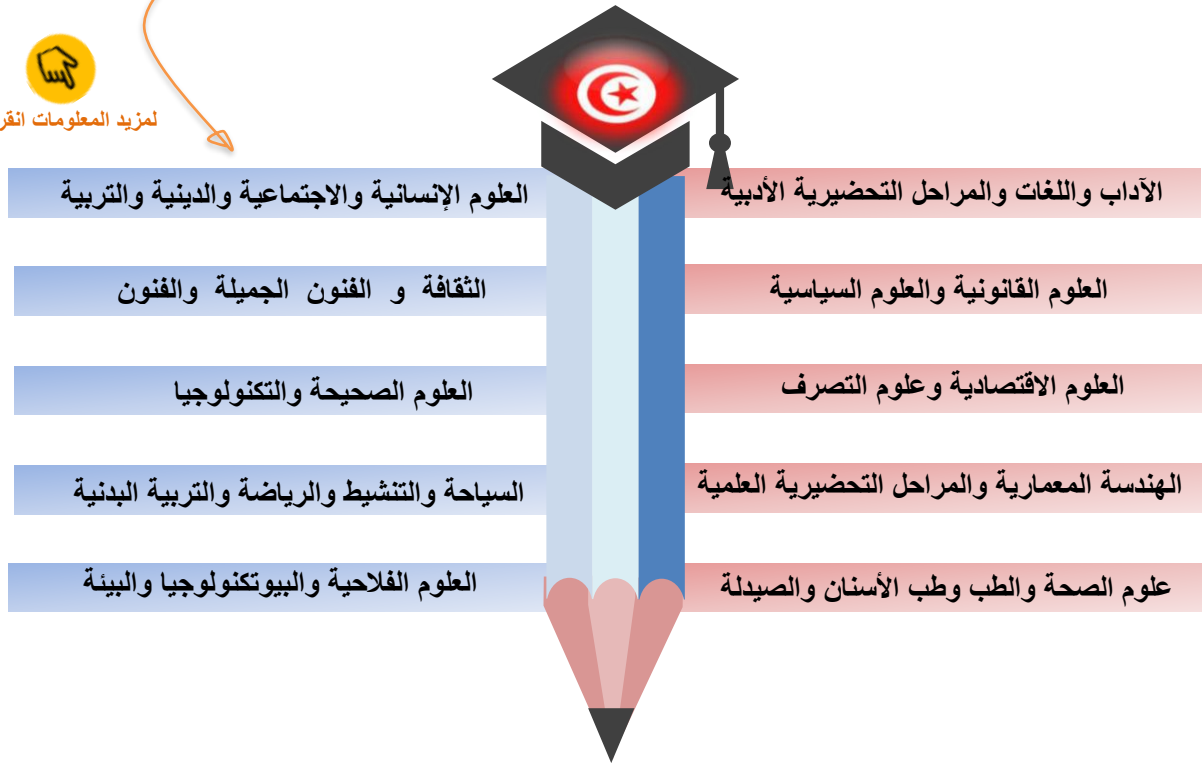 لمزيد المعلومات
الآداب واللغات والمراحل التحضيرية الأدبية
العلوم الإنسانية والاجتماعية والدينية والتربية
العلوم القانونية والعلوم السياسية
الثقافة و الفنون الجميلة والفنون
العلوم الاقتصادية وعلوم التصرف
العلوم الصحيحة والتكنولوجيا
الهندسة المعمارية والمراحل التحضيرية العلمية
السياحة والتنشيط والرياضة والتربية البدنية
علوم الصحة والطب وطب الأسنان والصيدلة
العلوم الفلاحية والبيوتكنولوجيا والبيئة